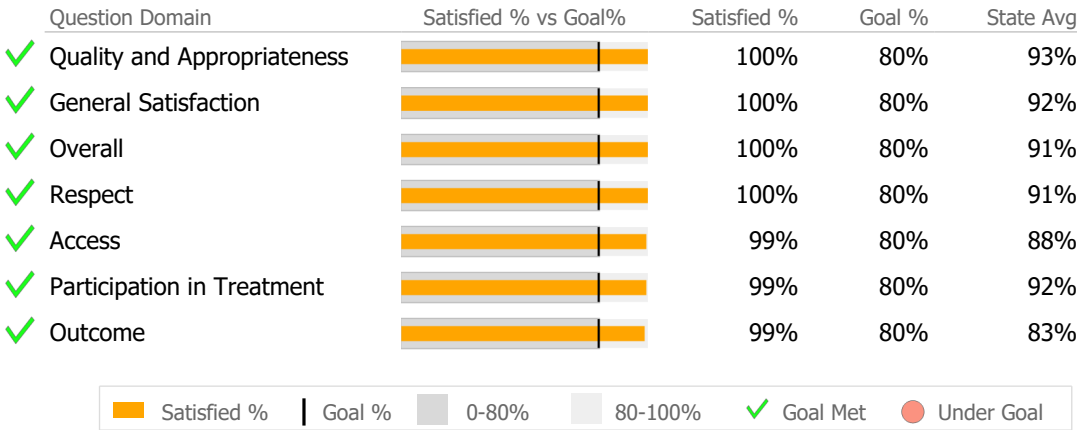 Question Domain Satisfied % vs Goal% Satisfied % Goal % State Avg
Quality and Appropriateness 100% 80% 93%
General Satisfaction 100% 80% 92%
Overall 100% 80% 91%
Respect 100% 80% 91%
Access 99% 80% 88%
Participation in Treatment 99% 80% 92%
Outcome 99% 80% 83%
Satisfied % Goal % 0-80% 80-100% Goal Met Under Goal